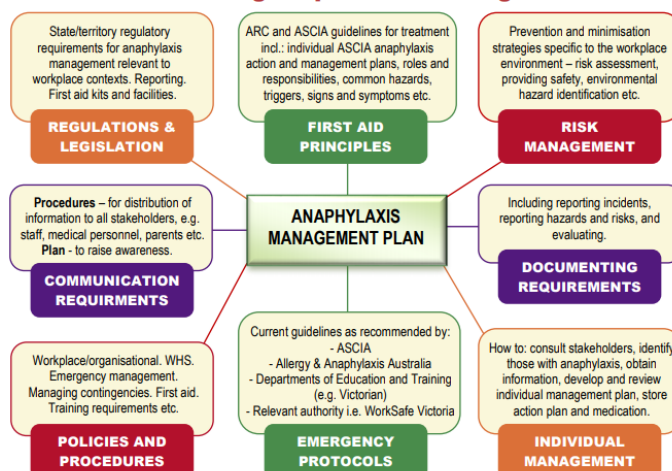 State/territory regulatory
requirements for anaphylaxis
management relevant to
workplace contexts. Reporting.
First aid kits and facilities.
REGULATIONS &
LEGISLATION
ARC and ASCIA guidelines for treatment
incl.: individual ASCIA anaphylaxis
action and management plans, roles and
responsibilities, common hazards,
triggers, signs and symptoms etc.
FIRST AID
PRINCIPLES
Prevention and minimisation
strategies specific to the workplace
environment – risk assessment,
providing safety, environmental
hazard identification etc.
RISK
MANAGEMENT
Procedures – for distribution of
information to all stakeholders, e.g.
staff, medical personnel, parents etc.
Plan - to raise awareness.
COMMUNICATION
REQUIRMENTS
ANAPHYLAXIS
MANAGEMENT PLAN
Including reporting incidents,
reporting hazards and risks, and
evaluating.
DOCUMENTING
REQUIREMENTS
Workplace/organisational. WHS.
Emergency management.
Managing contingencies. First aid.
Training requirements etc.
POLICIES AND
PROCEDURES
Current guidelines as recommended by:
- ASCIA
- Allergy & Anaphylaxis Australia
- Departments of Education and Training
(e.g. Victorian)
- Relevant authority i.e. WorkSafe Victoria
EMERGENCY
PROTOCOLS
How to: consult stakeholders, identify
those with anaphylaxis, obtain
information, develop and review
individual management plan, store
action plan and medication.
INDIVIDUAL
MANAGEMENT